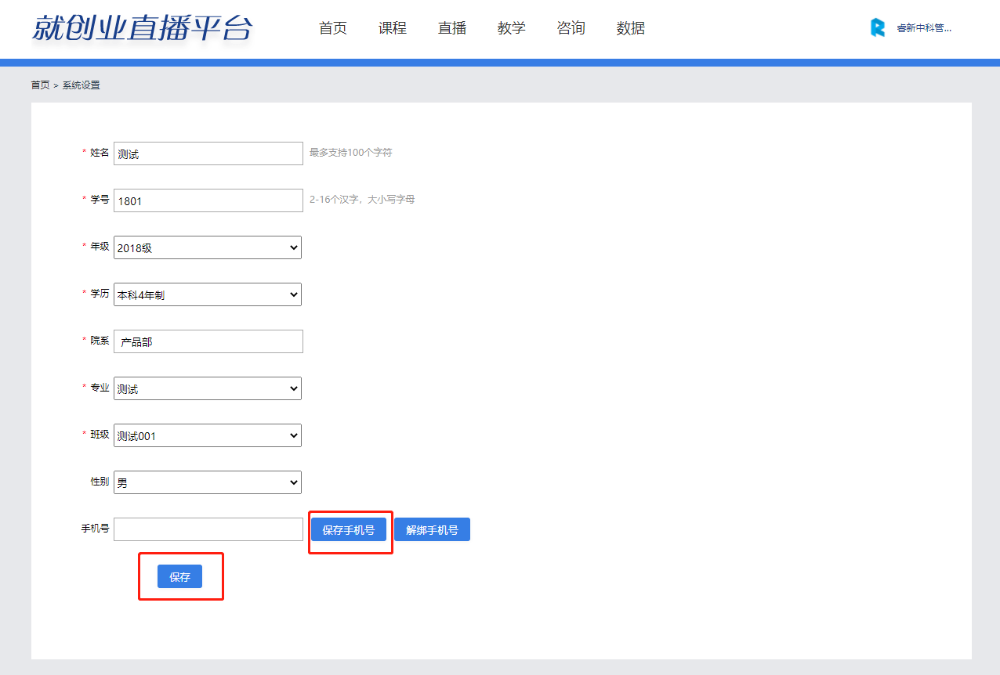 就创业直播平台 首页 课程 直播 教学 咨询 数据 睿新中科管...
首页 > 系统设置
* 姓名 测试 最多支持100个字符
* 学号 1801 2-16个汉字，大小写字母
* 年级 2018级
* 学历 本科4年制
* 院系 产品部
* 专业 测试
* 班级 测试001
性别 男
手机号 保存手机号 解绑手机号
保存